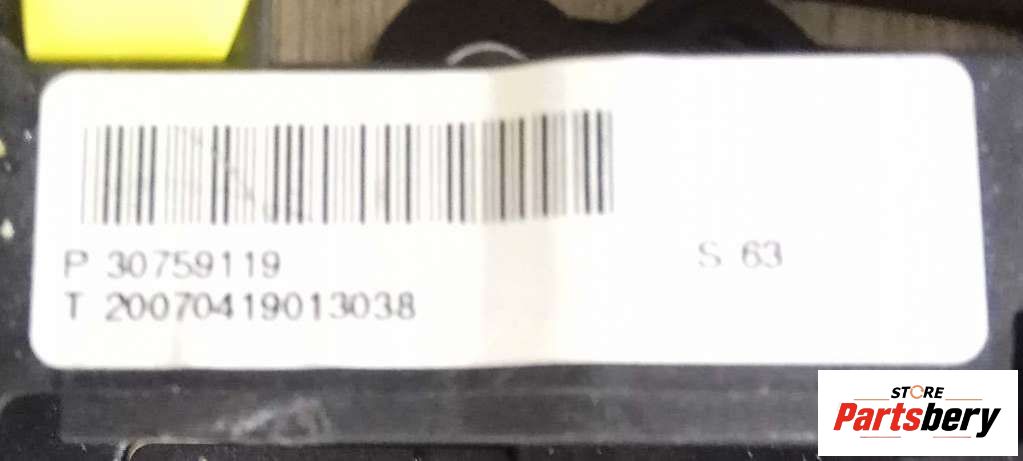 P 30759119
S 63
T 20070419013038
STORE
Partsbery